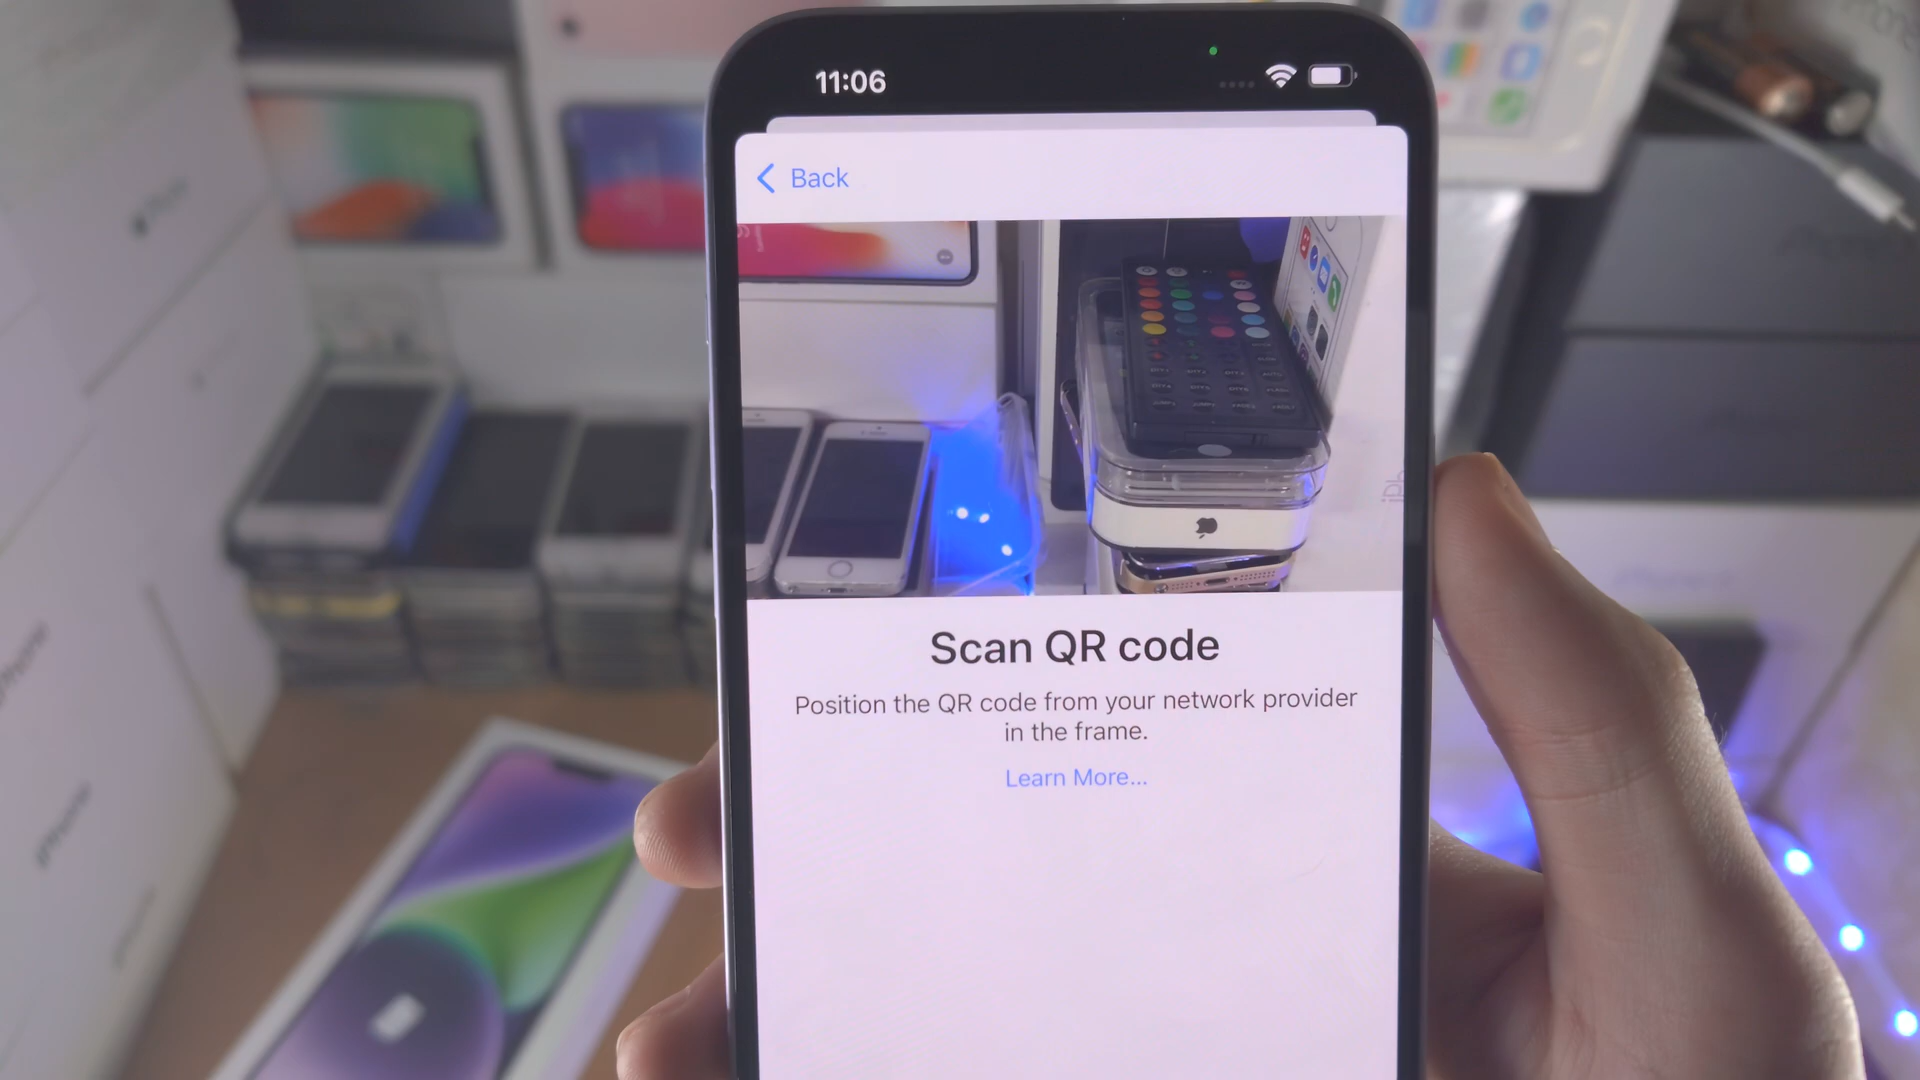 11:06
Back
Scan QR code
Position the QR code from your network provider
in the frame.
Learn More...
iPhone